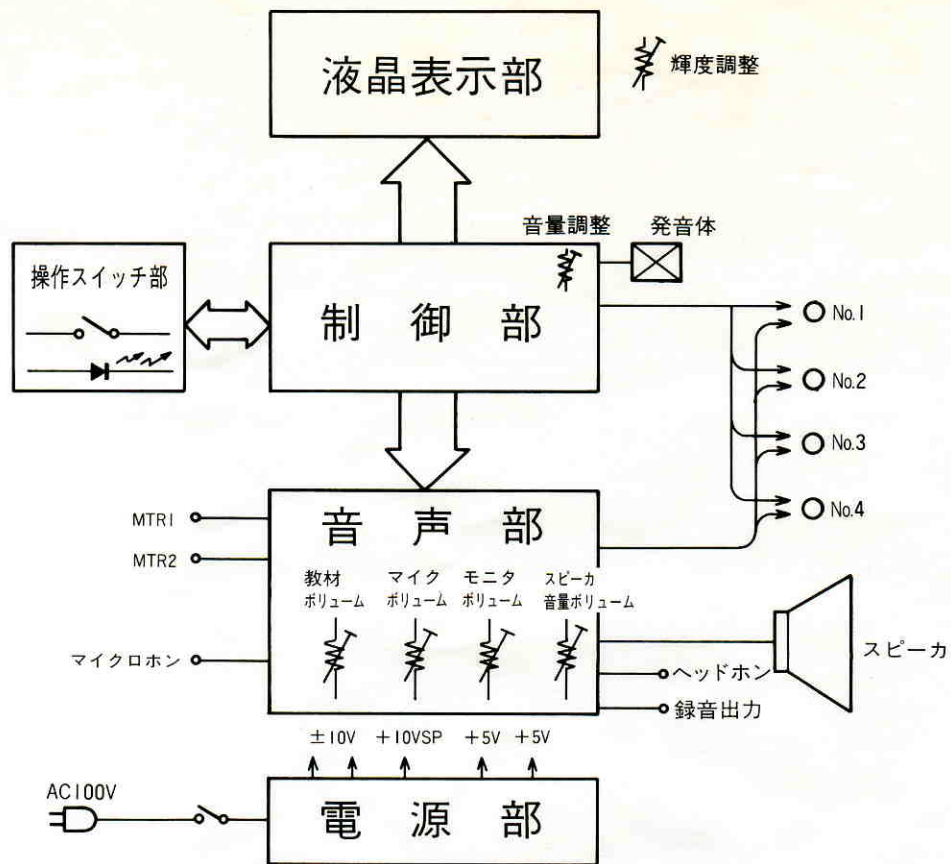 液晶表示部
輝度調整
音量調整
発音体
操作スイッチ部
制御部
No.1
No.2
No.3
No.4
MTR1
MTR2
音声部
教材
ボリューム
マイク
ボリューム
モニタ
ボリューム
スピーカ
音量ボリューム
マイクロホン
スピーカ
ヘッドホン
録音出力
±10V
+10VSP
+5V
+5V
AC100V
電源部